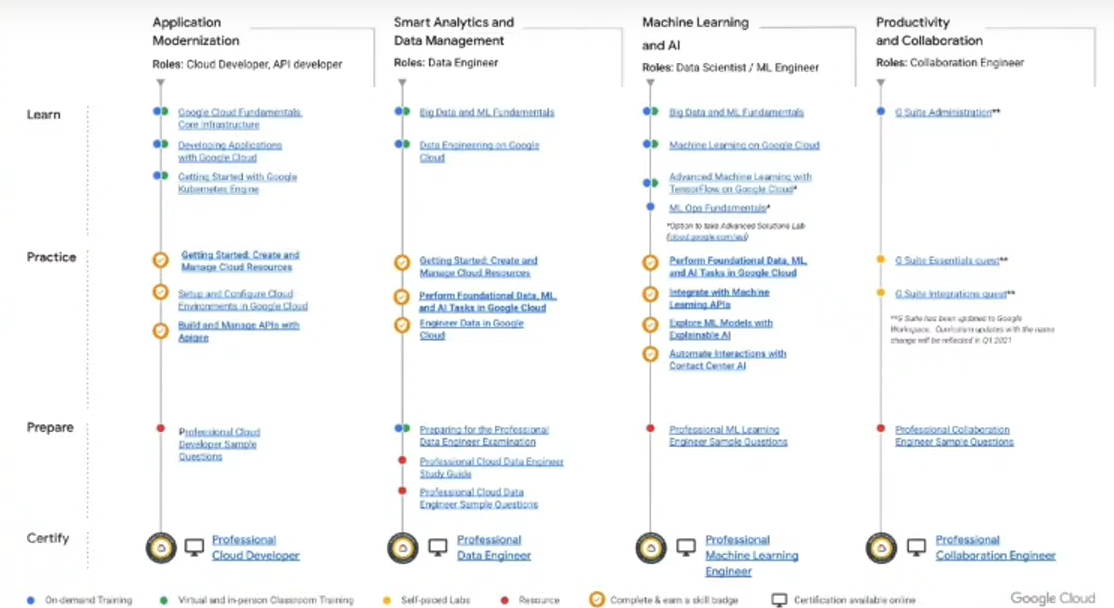 Application
Modernization
Roles: Cloud Developer, API developer
Smart Analytics and
Data Management
Roles: Data Engineer
Machine Learning
and AI
Roles: Data Scientist / ML Engineer
Productivity
and Collaboration
Roles: Collaboration Engineer
Learn
Google Cloud Fundamentals:
Core Infrastructure
Developing Applications
with Google Cloud
Getting Started with Google
Kubernetes Engine
Big Data and ML Fundamentals
Data Engineering on Google
Cloud
Big Data and ML Fundamentals
Machine Learning on Google Cloud
Advanced Machine Learning with
TensorFlow on Google Cloud*
ML Ops Fundamentals*
*Option to take Advanced Solutions Lab
(cloud.google.com/asl)
G Suite Administration**
Practice
Getting Started: Create and
Manage Cloud Resources
Setup and Configure Cloud
Environments in Google Cloud
Build and Manage APIs with
Apigee
Getting Started: Create and
Manage Cloud Resources
Perform Foundational Data, ML,
and AI Tasks in Google Cloud
Engineer Data in Google
Cloud
Perform Foundational Data, ML,
and AI Tasks in Google Cloud
Integrate with Machine
Learning APIs
Explore ML Models with
Explainable AI
Automate Interactions with
Contact Center AI
G Suite Essentials quest**
G Suite Integrations quest**
**G Suite has been updated to Google
Workspace. Curriculum updates with the name
change will be reflected in Q1 2021
Prepare
Professional Cloud
Developer Sample
Questions
Preparing for the Professional
Data Engineer Examination
Professional Cloud Data Engineer
Study Guide
Professional Cloud Data
Engineer Sample Questions
Professional ML Learning
Engineer Sample Questions
Professional Collaboration
Engineer Sample Questions
Certify
Professional
Cloud Developer
Professional
Data Engineer
Professional
Machine Learning
Engineer
Professional
Collaboration Engineer
On-demand Training
Virtual and in-person Classroom Training
Self-paced Labs
Resource
Complete & earn a skill badge
Certification available online
Google Cloud